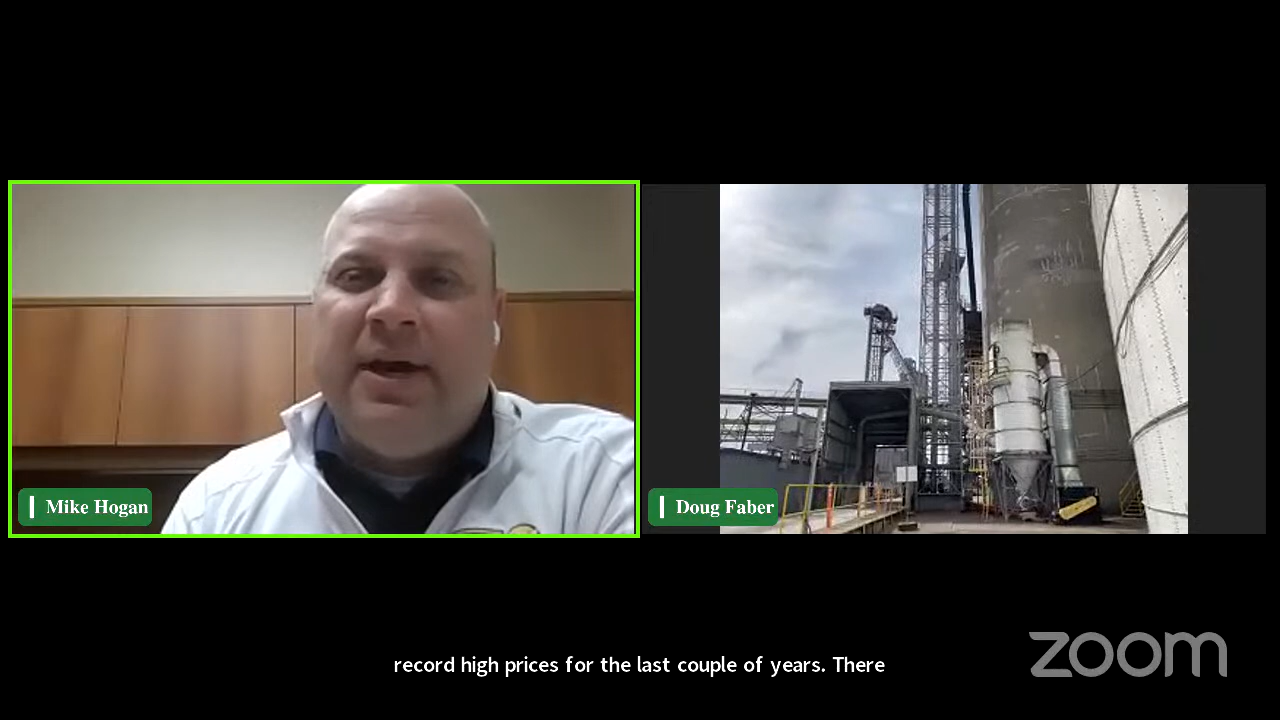 Mike Hogan
Doug Faber
record high prices for the last couple of years. There
zoom